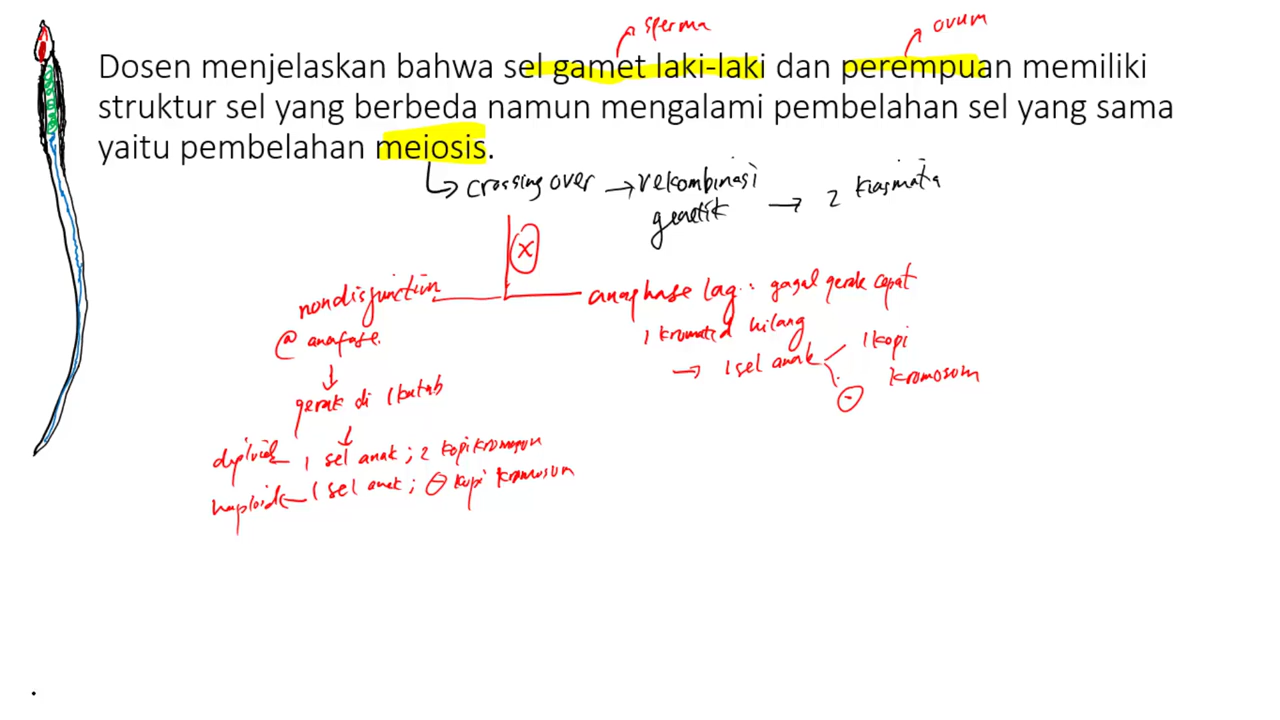 sperma
ovum
Dosen menjelaskan bahwa sel gamet laki-laki dan perempuan memiliki
struktur sel yang berbeda namun mengalami pembelahan sel yang sama
yaitu pembelahan meiosis.
crossing over → rekombinasi genetik → 2 kiasmata
X
nondisjunction
@ anafase.
gerak di 1 kutub
diploid 1 sel anak ; 2 kopi kromosom
haploid 1 sel anak ; kopi kromosom
anaphase lag : gagal gerak cepat
1 kromatid hilang
→ 1 sel anak
1 kopi
kromosom
-